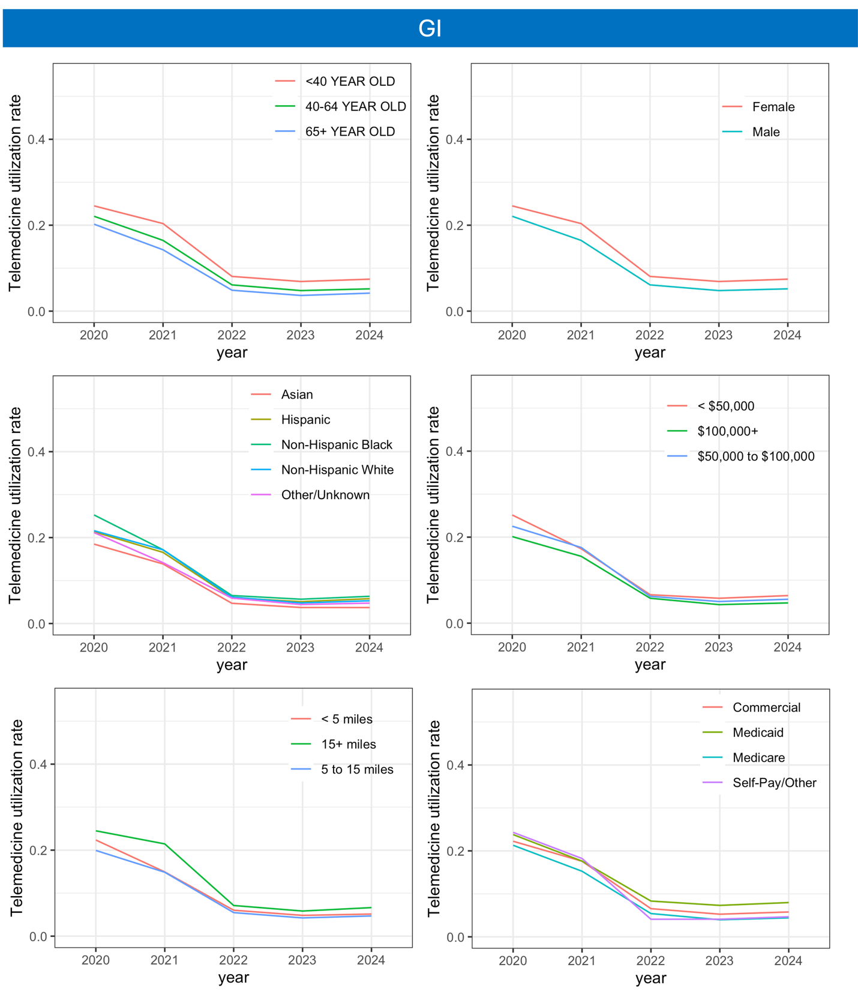 GI
Telemedicine utilization rate
<40 YEAR OLD
40-64 YEAR OLD
65+ YEAR OLD
0.4
0.2
0.0
2020 2021 2022 2023 2024
year
Telemedicine utilization rate
Female
Male
0.4
0.2
0.0
2020 2021 2022 2023 2024
year
Telemedicine utilization rate
Asian
Hispanic
Non-Hispanic Black
Non-Hispanic White
Other/Unknown
0.4
0.2
0.0
2020 2021 2022 2023 2024
year
Telemedicine utilization rate
< $50,000
$100,000+
$50,000 to $100,000
0.4
0.2
0.0
2020 2021 2022 2023 2024
year
Telemedicine utilization rate
< 5 miles
15+ miles
5 to 15 miles
0.4
0.2
0.0
2020 2021 2022 2023 2024
year
Telemedicine utilization rate
Commercial
Medicaid
Medicare
Self-Pay/Other
0.4
0.2
0.0
2020 2021 2022 2023 2024
year